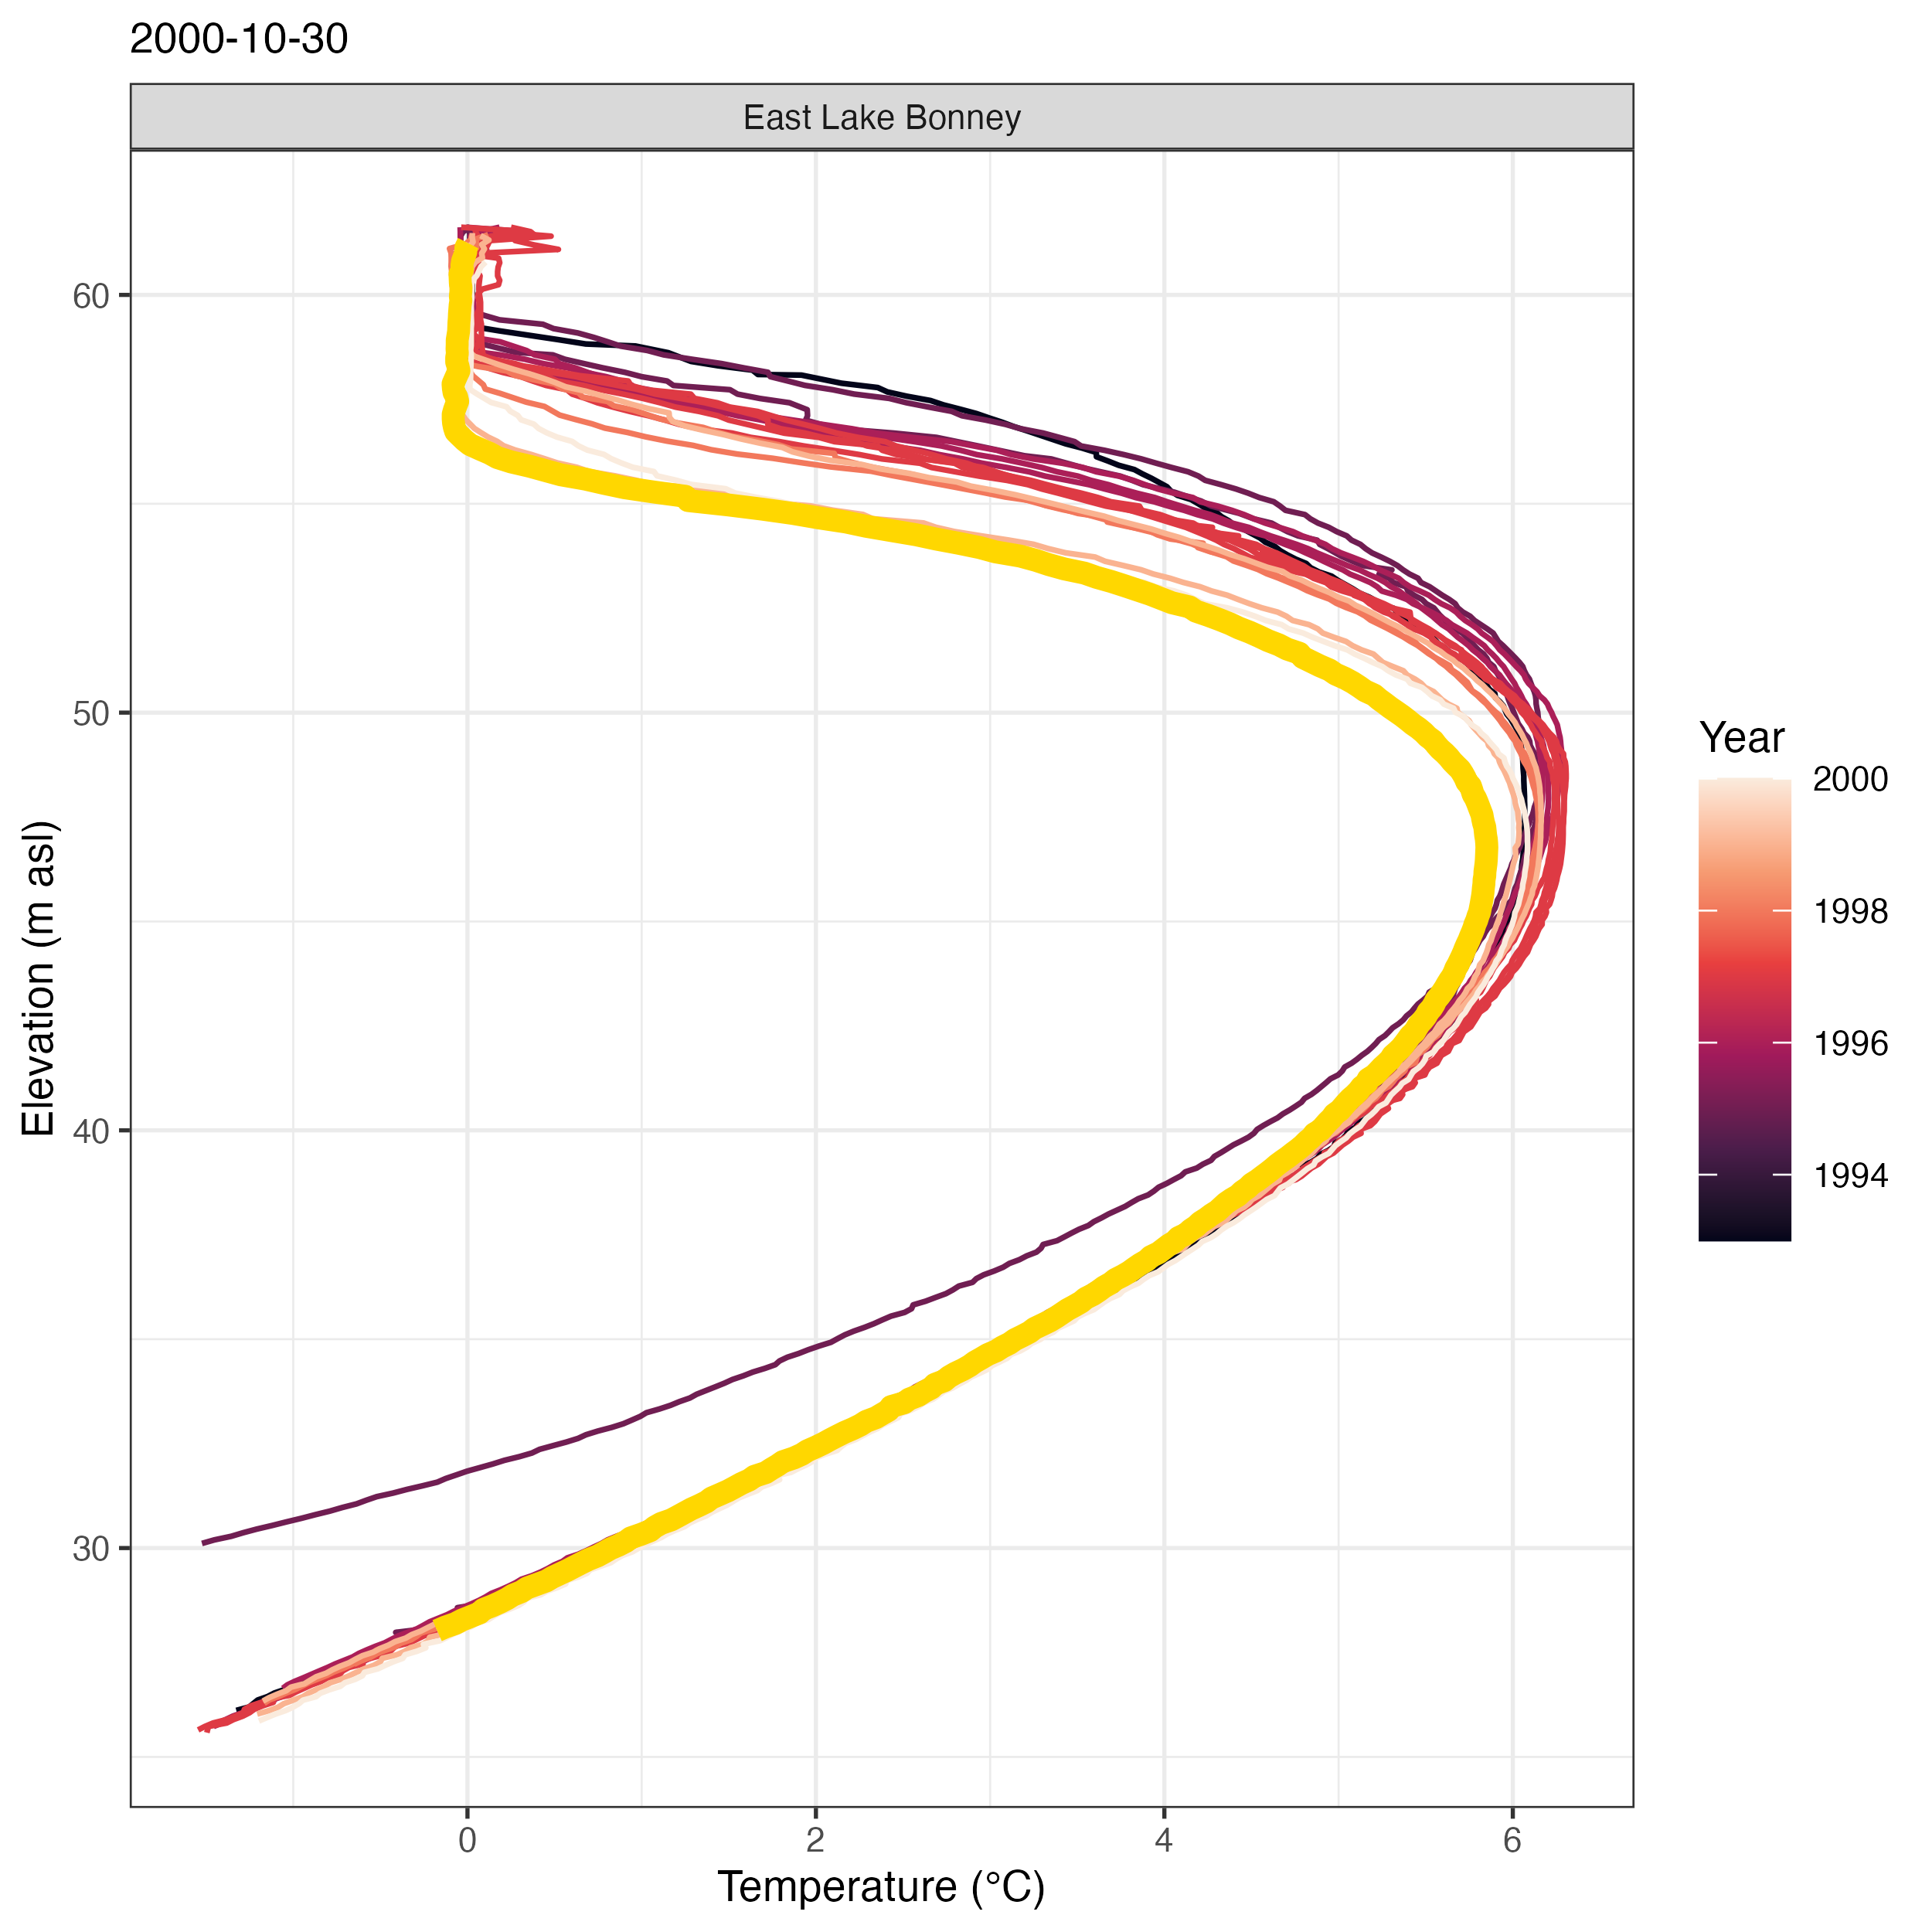 2000-10-30
East Lake Bonney
60
50
40
30
Elevation (m asl)
0 2 4 6
Temperature (°C)
Year
2000
1998
1996
1994